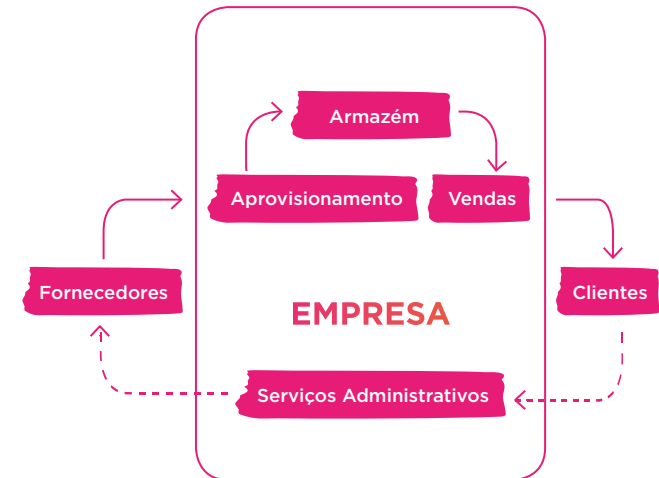 Armazém
Aprovisionamento
Vendas
Fornecedores
EMPRESA
Clientes
Serviços Administrativos